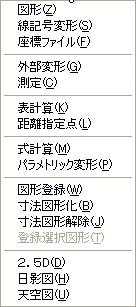 図形(Z)
線記号変形(S)
座標ファイル(F)
外部変形(G)
測定(C)
表計算(K)
距離指定点(L)
式計算(M)
パラメトリック変形(P)
図形登録(W)
寸法図形化(B)
寸法図形解除(J)
登録選択図形(T)
2.5D(D)
日影図(H)
天空図(U)